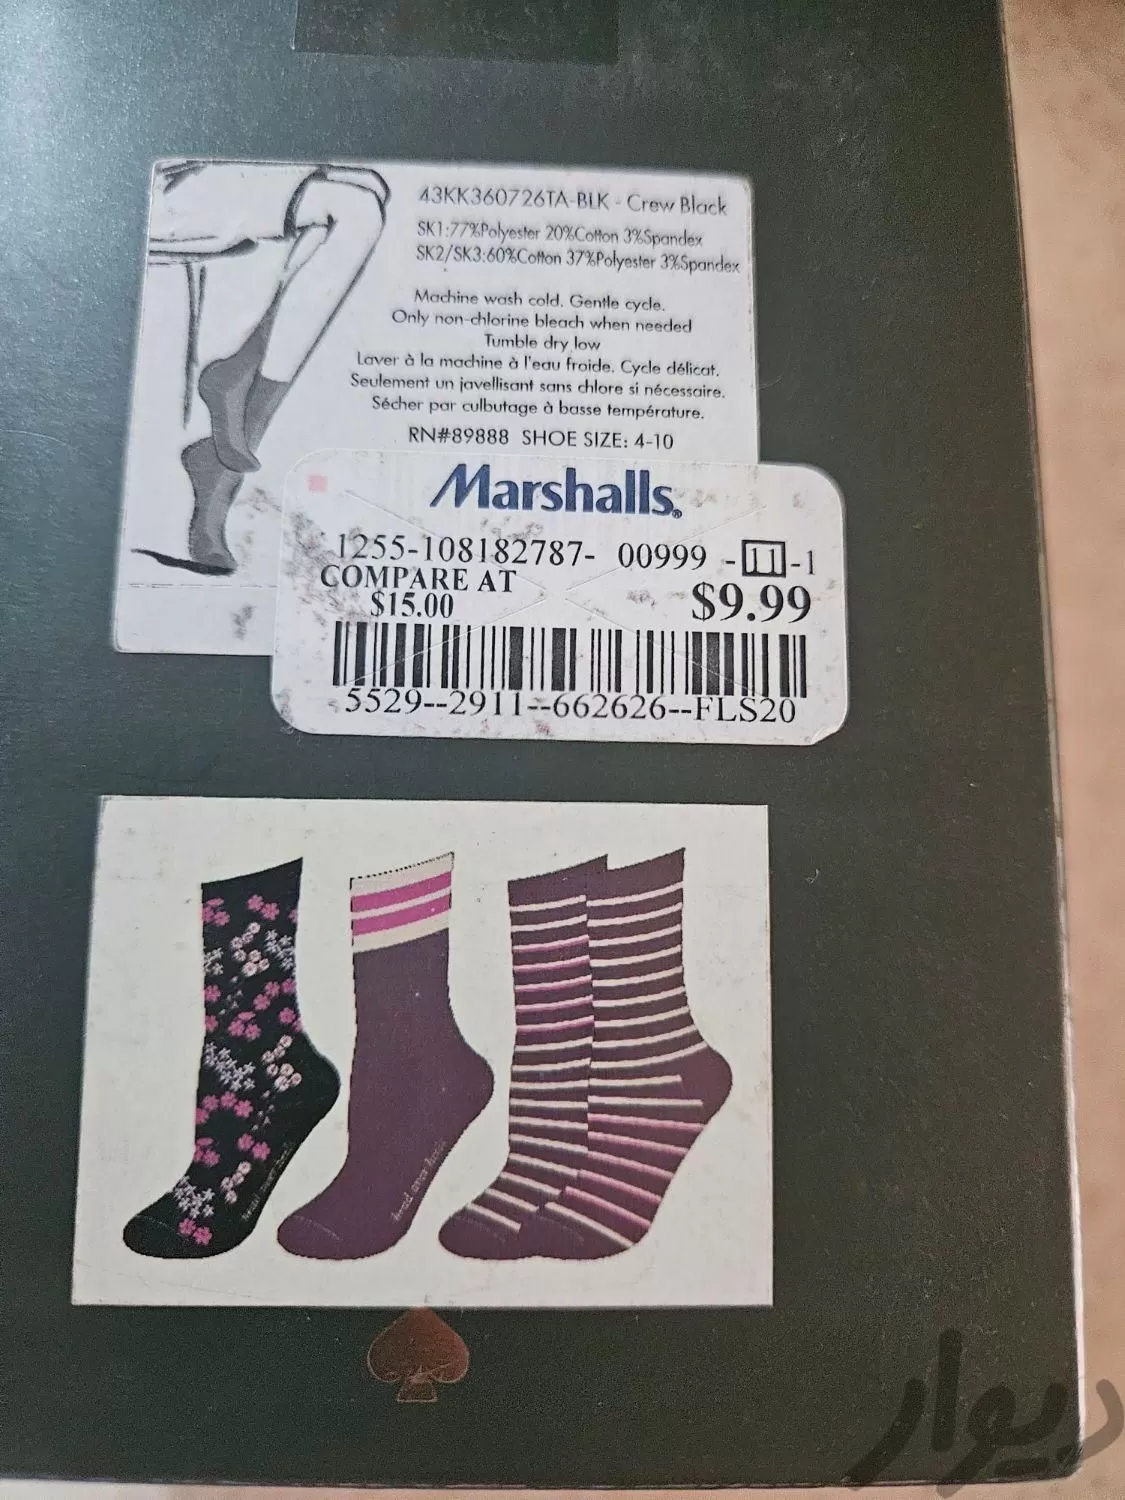 43KK360726TA-BLK - Crew Black
SK1:77%Polyester 20%Cotton 3%Spandex
SK2/SK3:60%Cotton 37%Polyester 3%Spandex
Machine wash cold. Gentle cycle.
Only non-chlorine bleach when needed
Tumble dry low
Laver à la machine à l'eau froide. Cycle délicat.
Seulement un javellisant sans chlore si nécessaire.
Sécher par culbutage à basse température.
RN#89888 SHOE SIZE: 4-10
Marshalls®
1255-108182787- 00999 -11-1
COMPARE AT
$15.00
$9.99
5529--2911--662626--FLS20
دیوار